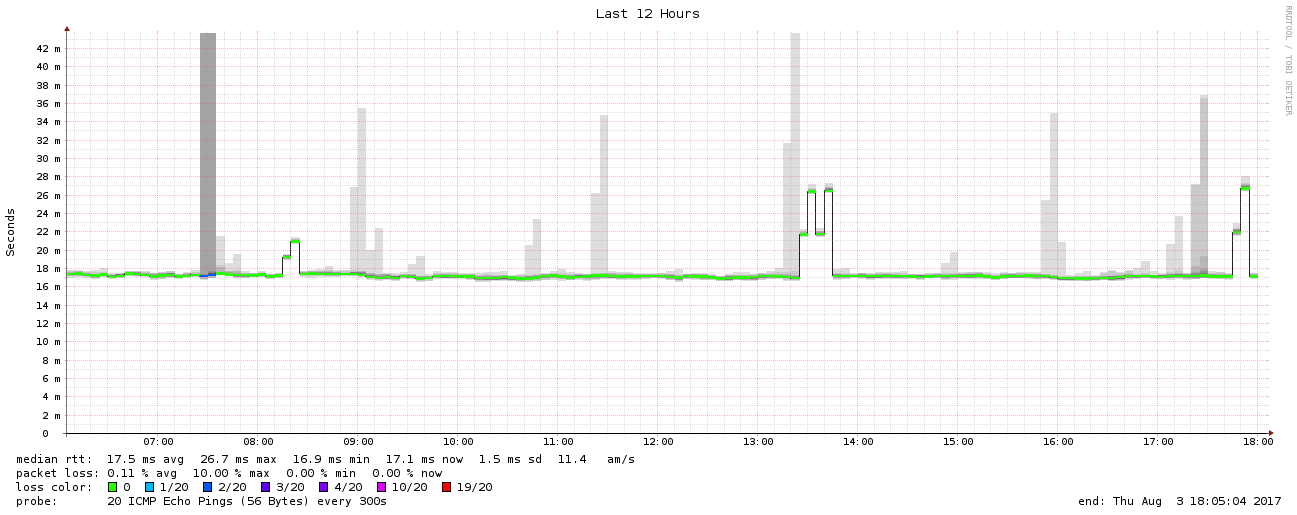 Last 12 Hours
RRDTOOL / TOBI OETIKER
Seconds
42 m
40 m
38 m
36 m
34 m
32 m
30 m
28 m
26 m
24 m
22 m
20 m
18 m
16 m
14 m
12 m
10 m
8 m
6 m
4 m
2 m
0
07:00 08:00 09:00 10:00 11:00 12:00 13:00 14:00 15:00 16:00 17:00 18:00
median rtt: 17.5 ms avg 26.7 ms max 16.9 ms min 17.1 ms now 1.5 ms sd 11.4 am/s
packet loss: 0.11 % avg 10.00 % max 0.00 % min 0.00 % now
loss color: 0 1/20 2/20 3/20 4/20 10/20 19/20
probe: 20 ICMP Echo Pings (56 Bytes) every 300s end: Thu Aug 3 18:05:04 2017